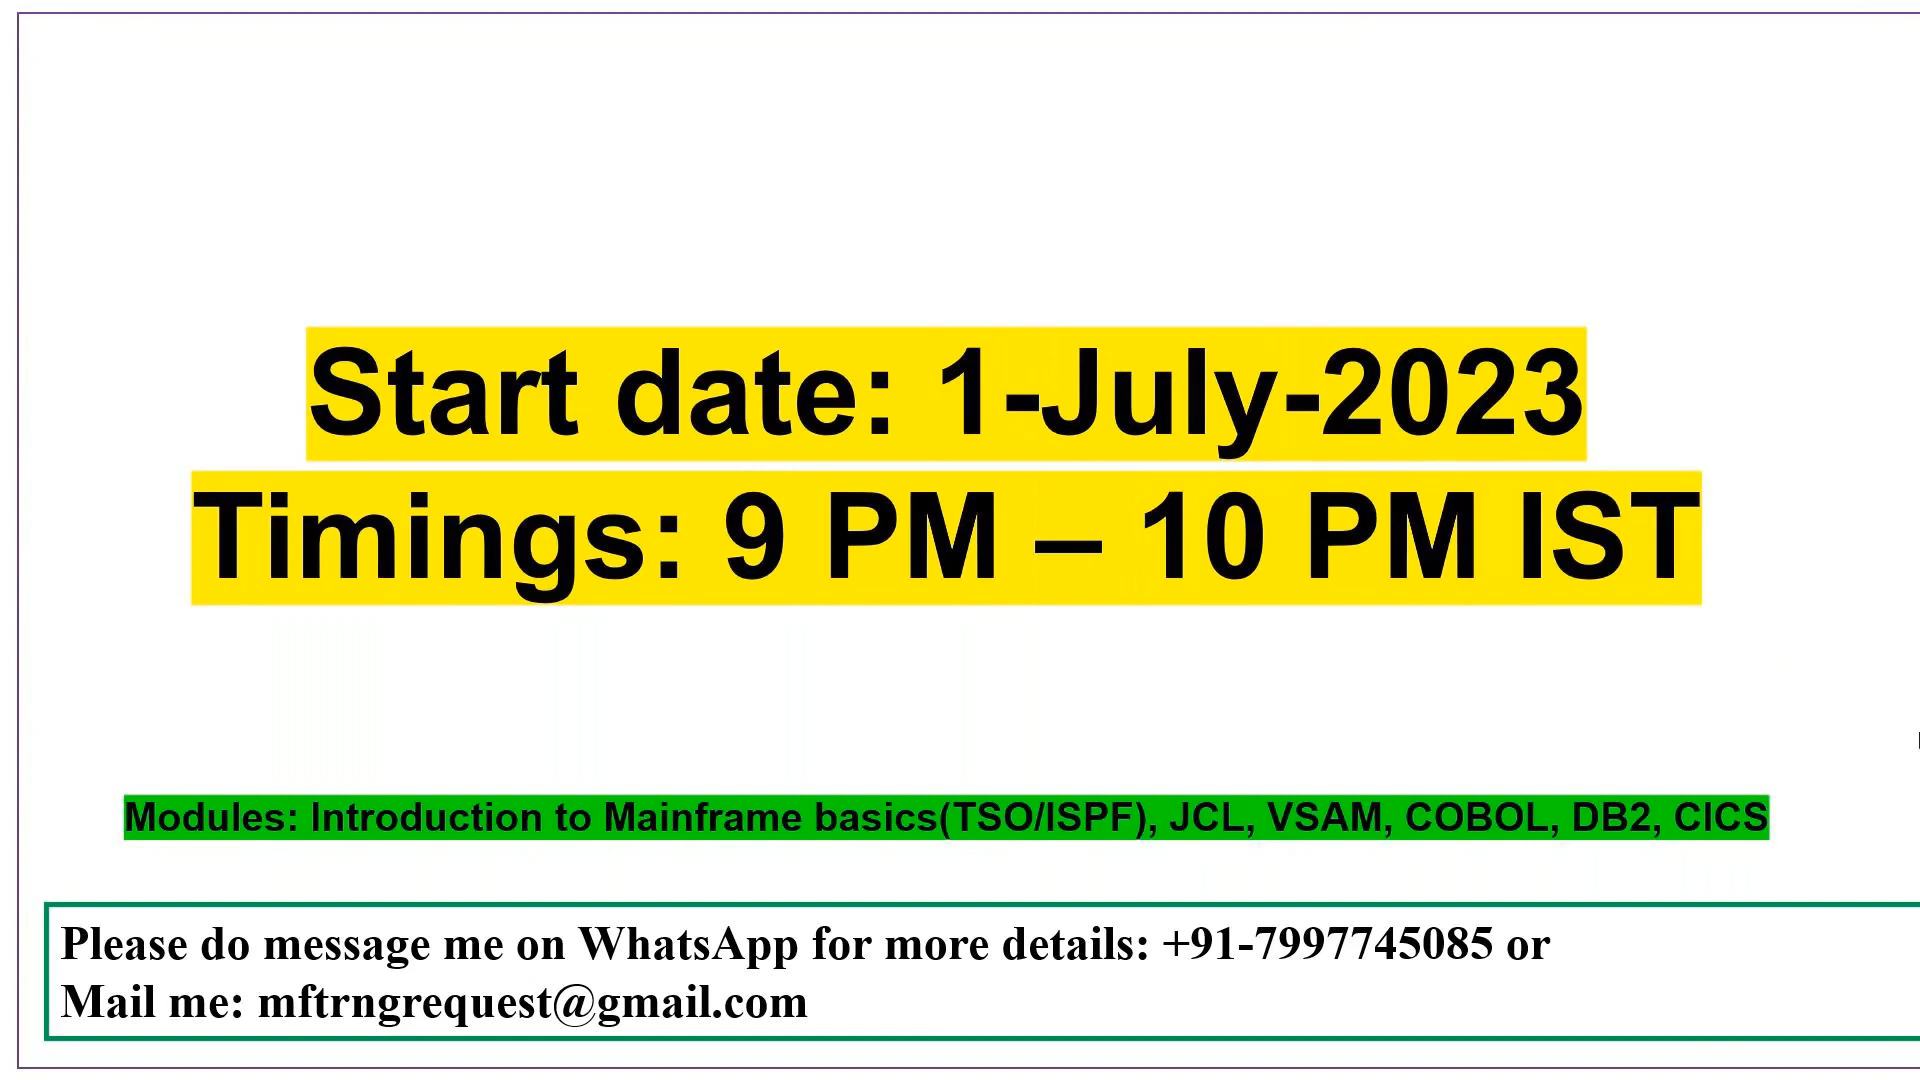 Start date: 1-July-2023
Timings: 9 PM – 10 PM IST
Modules: Introduction to Mainframe basics(TSO/ISPF), JCL, VSAM, COBOL, DB2, CICS
Please do message me on WhatsApp for more details: +91-7997745085 or
Mail me: mftrngrequest@gmail.com